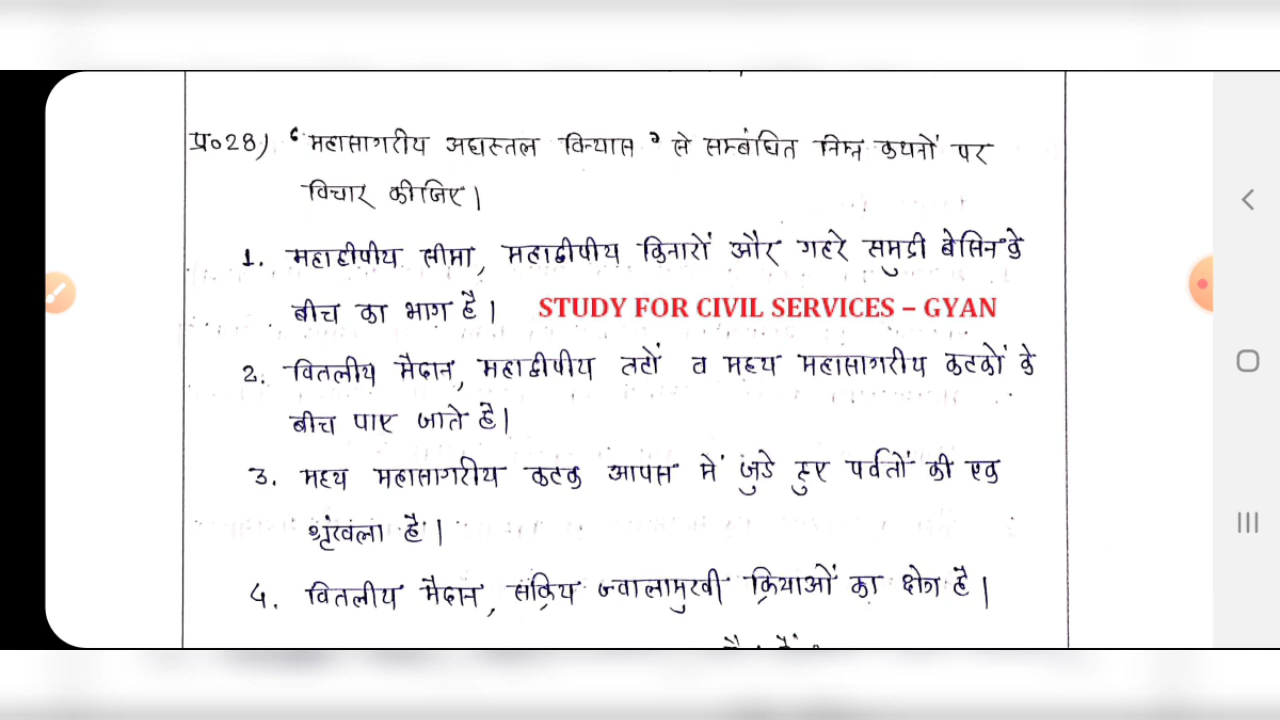 प्र०28) 'महासागरीय अद्यस्तल विन्यास' से सम्बंधित निम्न कथनों पर
विचार कीजिए।
1. महाद्वीपीय सीमा, महाद्वीपीय किनारों और गहरे समुद्री बेसिन के
बीच का भाग है।
STUDY FOR CIVIL SERVICES – GYAN
2. वितलीय मैदान, महाद्वीपीय तटों व मध्य महासागरीय कटकों के
बीच पाए जाते है।
3. मध्य महासागरीय कटक आपस में जुडे हुए पर्वतों की एक
शृंखला है।
4. वितलीय मैदान, सक्रिय ज्वालामुखी क्रियाओं का क्षेत्र है।